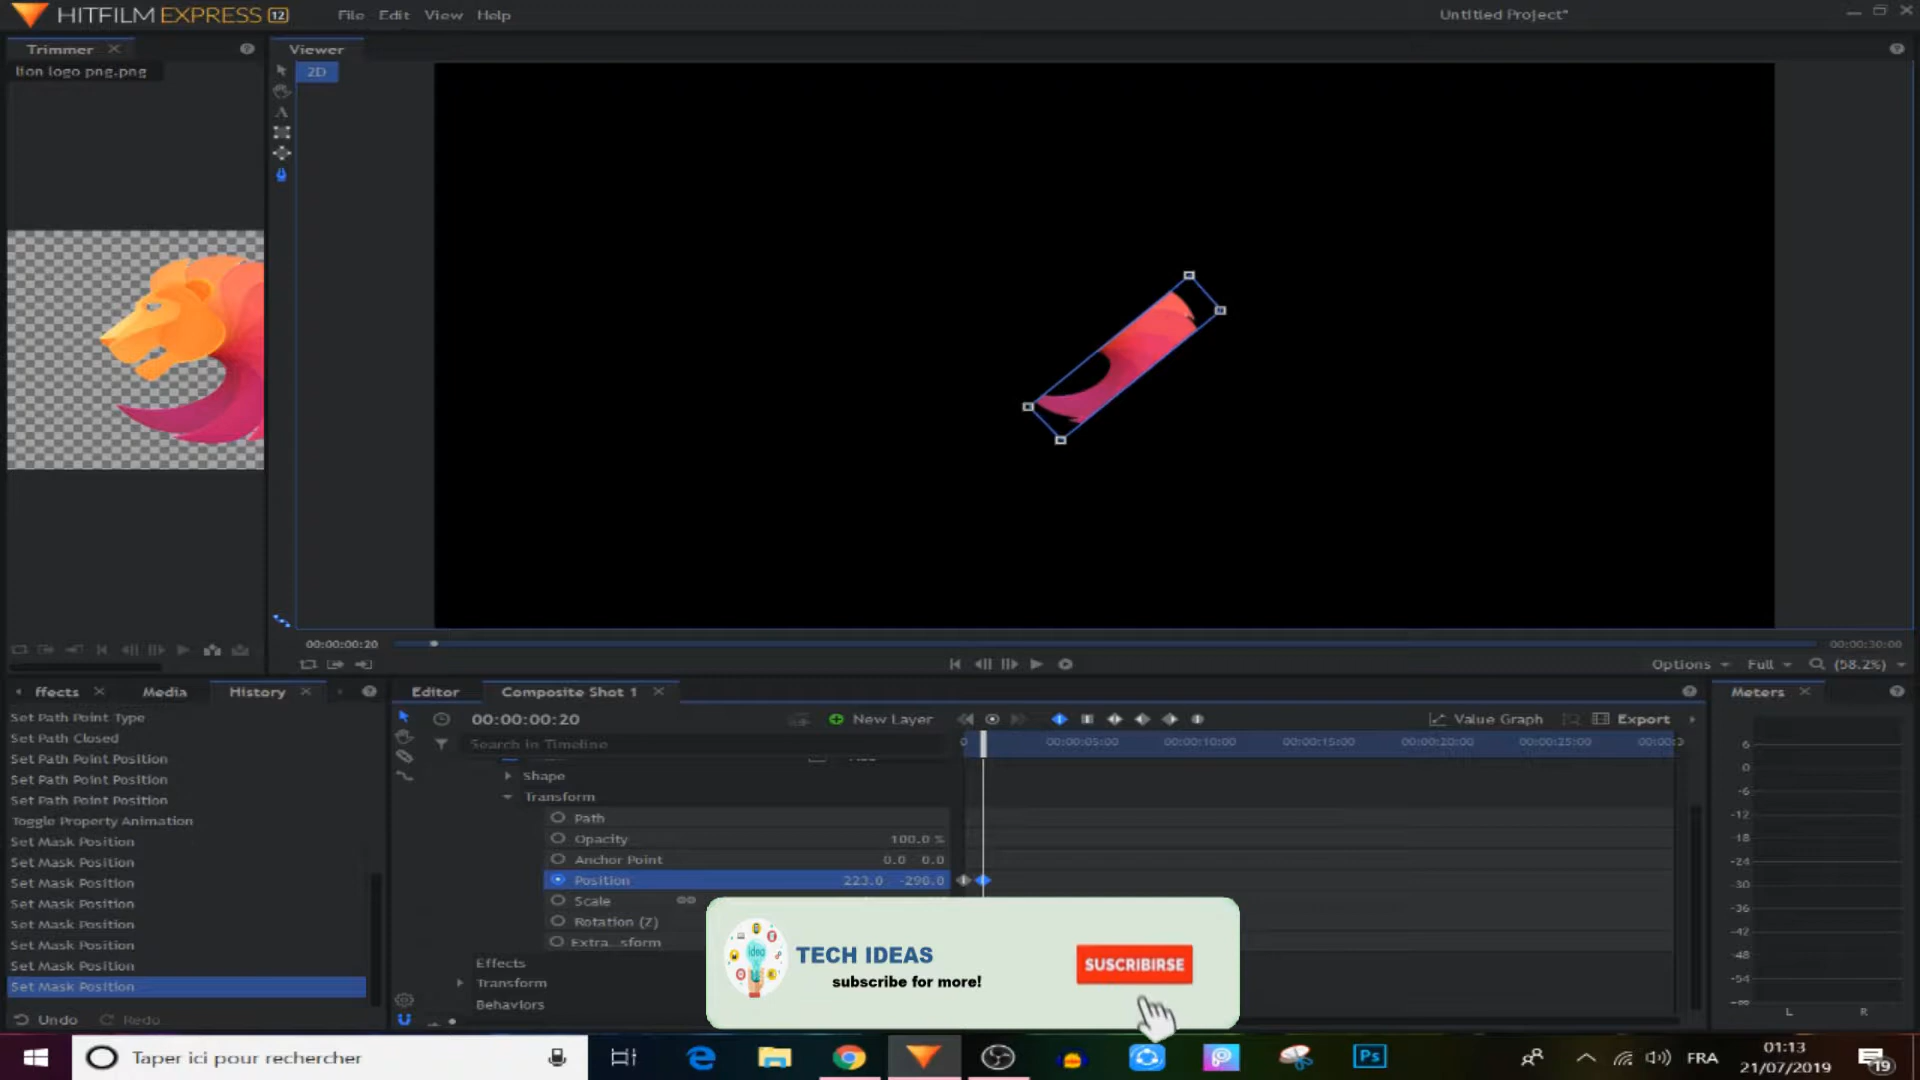 HITFILM EXPRESS 12
File Edit View Help
Untitled Project*
Trimmer
Viewer
lion logo png.png
2D
00:00:00:20
00:00:30:00
Options
Full
(58.2%)
ffects
Media
History
Editor
Composite Shot 1
Meters
Set Path Point Type
Set Path Closed
Set Path Point Position
Set Path Point Position
Set Path Point Position
Toggle Property Animation
Set Mask Position
Set Mask Position
Set Mask Position
Set Mask Position
Set Mask Position
Set Mask Position
Set Mask Position
Set Mask Position
Undo
Redo
00:00:00:20
New Layer
Value Graph
Export
Search in Timeline
0
00:00:05:00
00:00:10:00
00:00:15:00
00:00:20:00
00:00:25:00
Shape
Transform
Path
Opacity 100.0 %
Anchor Point 0.0 0.0
Position 223.0 -290.0
Scale
Rotation (Z)
Extra...sform
Effects
Transform
Behaviors
6
0
-6
-12
-18
-24
-30
-36
-42
-54
-∞
L R
idea
TECH IDEAS
subscribe for more!
SUSCRIBIRSE
Taper ici pour rechercher
Ps
FRA
01:13
21/07/2019
19